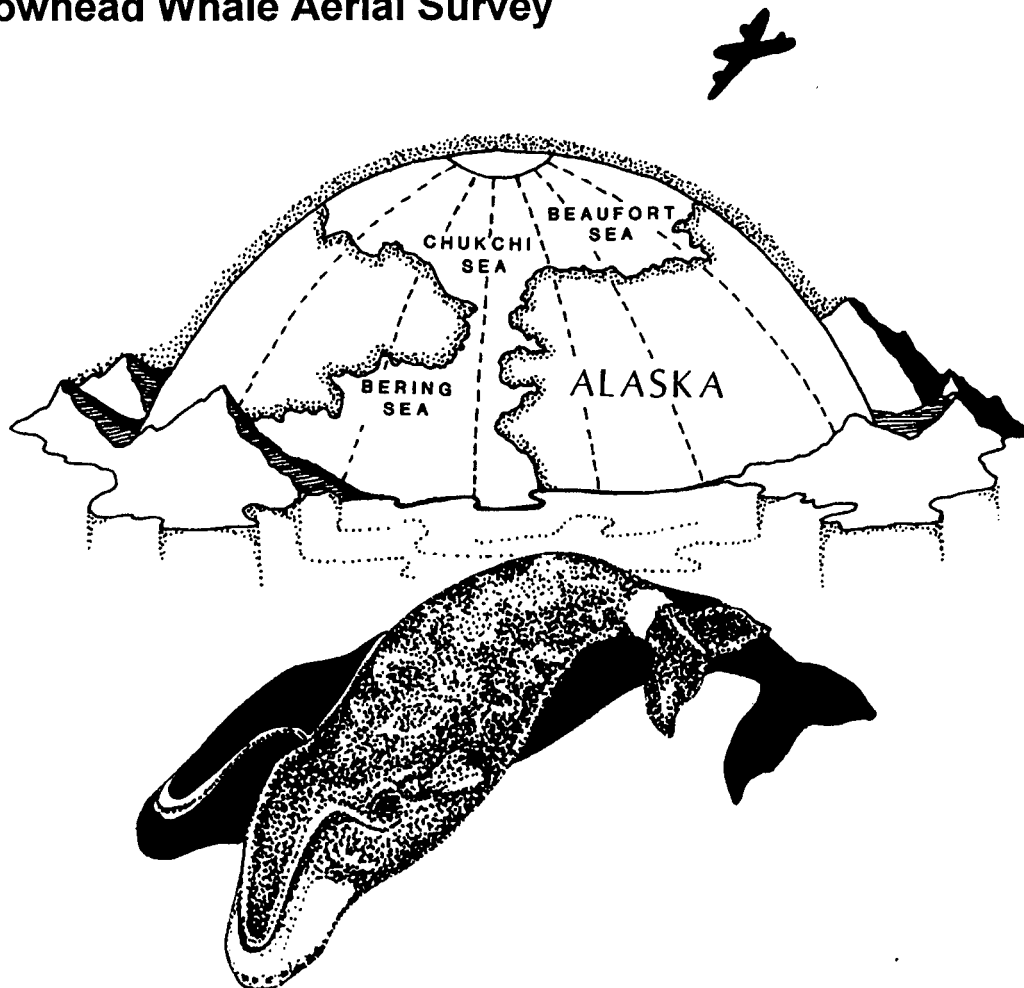 owhead Whale Aerial Survey
BEAUFORT
SEA
CHUKCHI
SEA
BERING
SEA
ALASKA